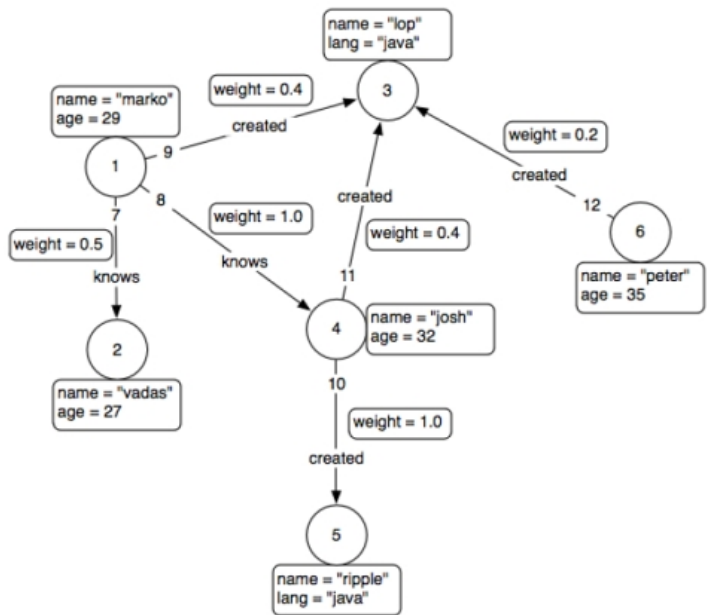 name = "lop"
lang = "java"
3
weight = 0.4
name = "marko"
age = 29
created
9
1
8
7
weight = 0.2
created
12
created
weight = 1.0
weight = 0.4
6
weight = 0.5
knows
knows
11
name = "peter"
age = 35
name = "josh"
age = 32
4
2
10
name = "vadas"
age = 27
weight = 1.0
created
5
name = "ripple"
lang = "java"